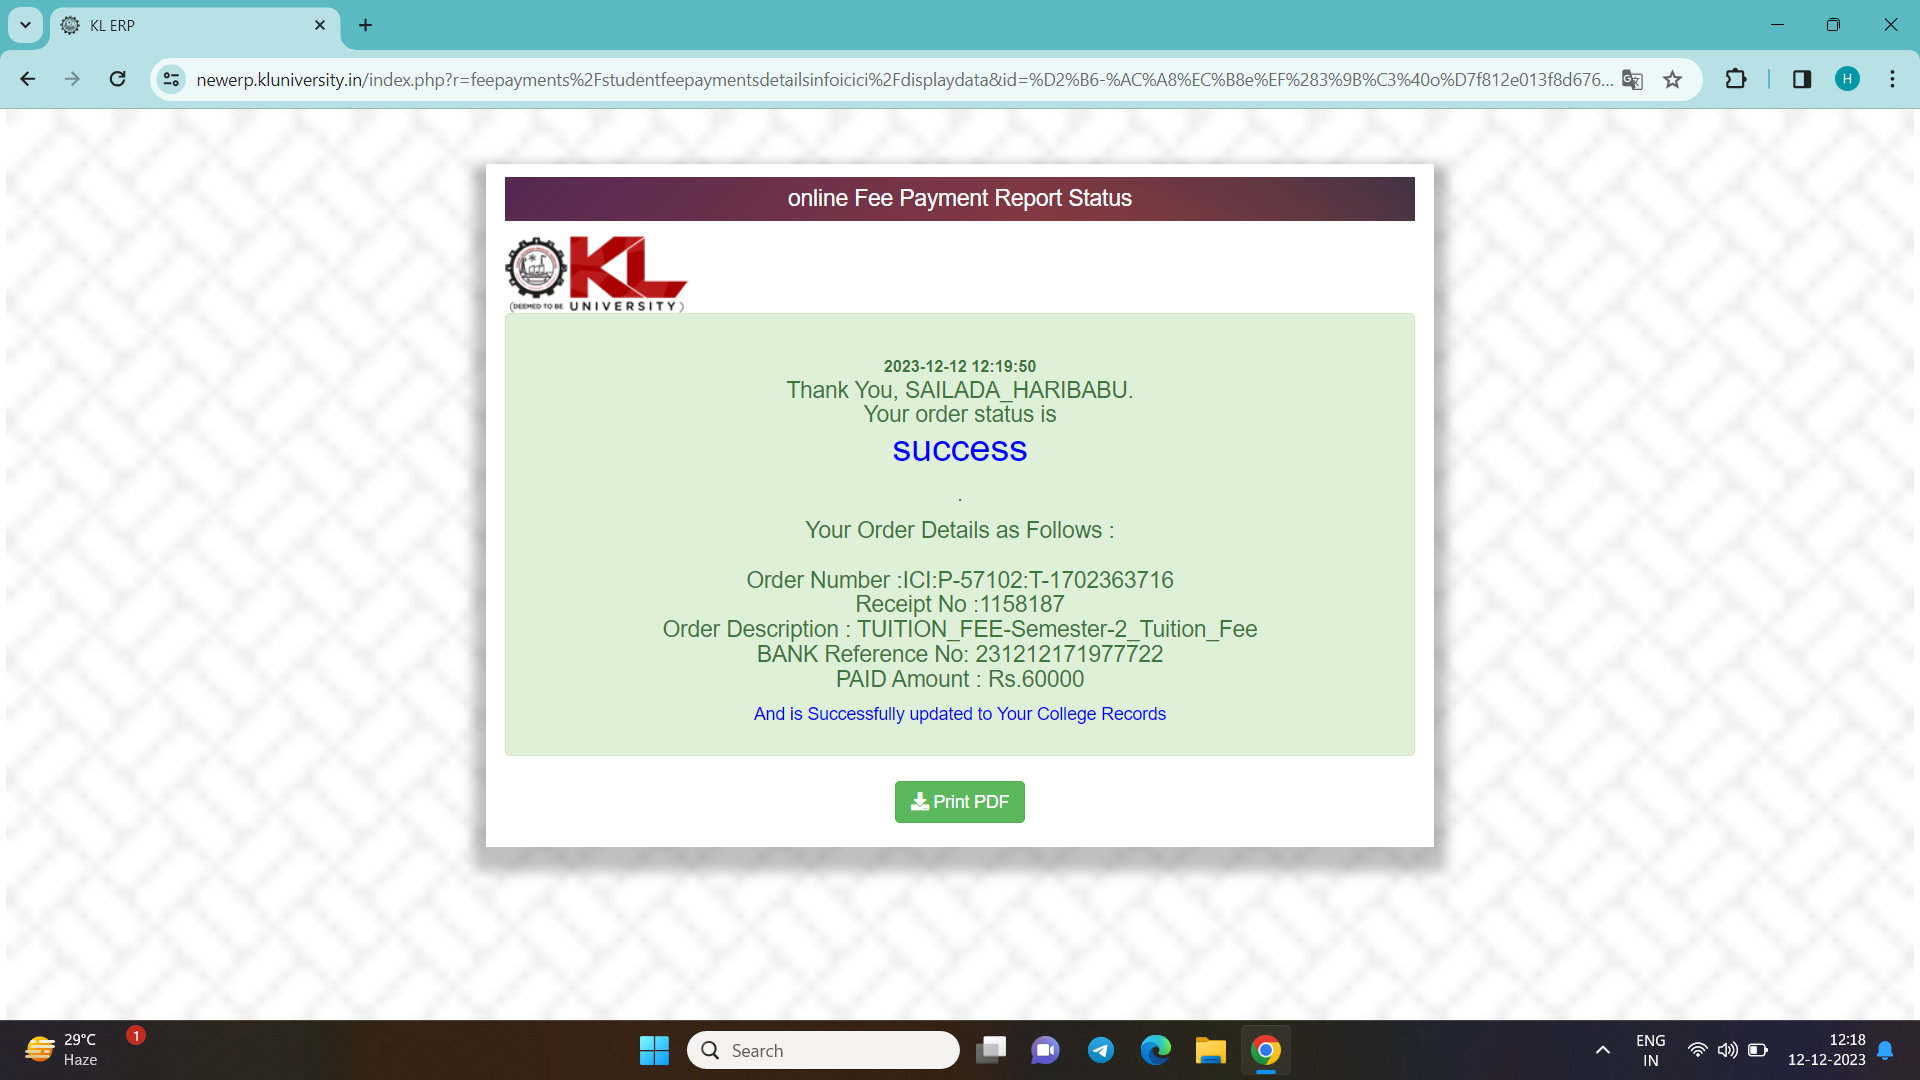 KL ERP
newerp.kluniversity.in/index.php?r=feepayments%2Fstudentfeepaymentsdetailsinfoicici%2Fdisplaydata&id=%D2%B6-%AC%A8%EC%B8e%EF%283%9B%C3%40o%D7f812e013f8d676...
H
online Fee Payment Report Status
KL
(DEEMED TO BE UNIVERSITY)
2023-12-12 12:19:50
Thank You, SAILADA_HARIBABU.
Your order status is
success
.
Your Order Details as Follows :
Order Number :ICI:P-57102:T-1702363716
Receipt No :1158187
Order Description : TUITION_FEE-Semester-2_Tuition_Fee
BANK Reference No: 231212171977722
PAID Amount : Rs.60000
And is Successfully updated to Your College Records
Print PDF
29°C
Haze
1
Search
ENG
IN
12:18
12-12-2023